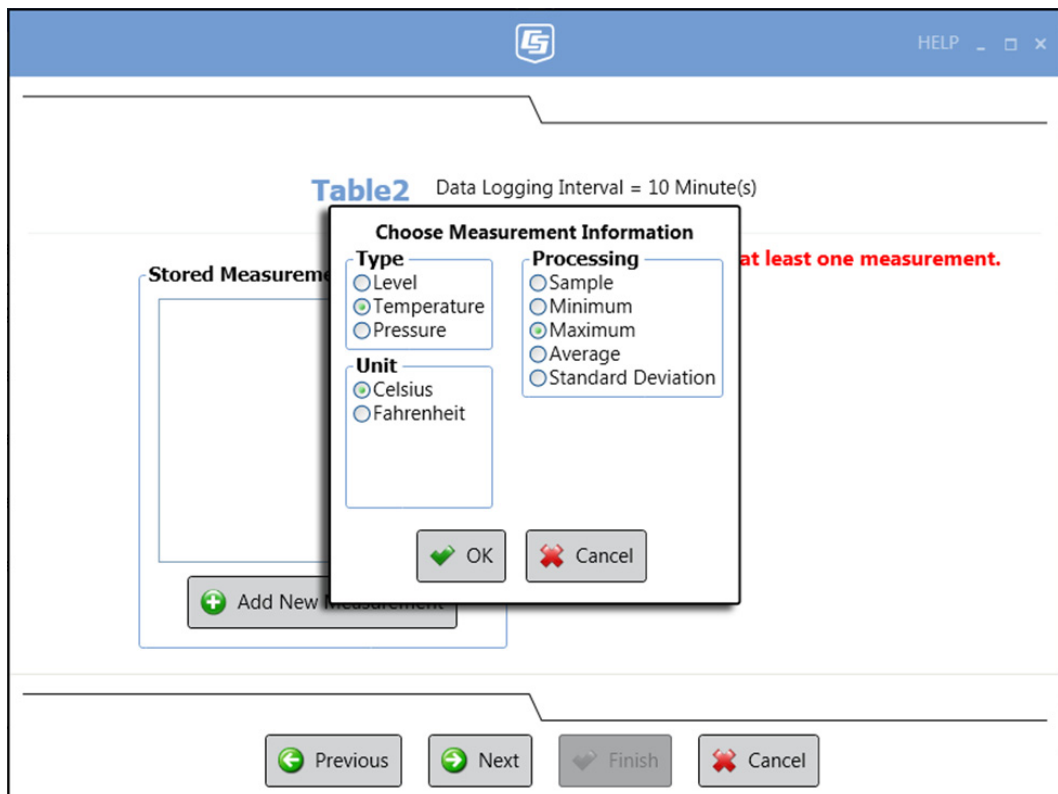 CS
HELP
Table2 Data Logging Interval = 10 Minute(s)
at least one measurement.
Stored Measureme
Choose Measurement Information
Type
Level
Temperature
Pressure
Unit
Celsius
Fahrenheit
Processing
Sample
Minimum
Maximum
Average
Standard Deviation
OK
Cancel
Add New Measurement
Previous
Next
Finish
Cancel